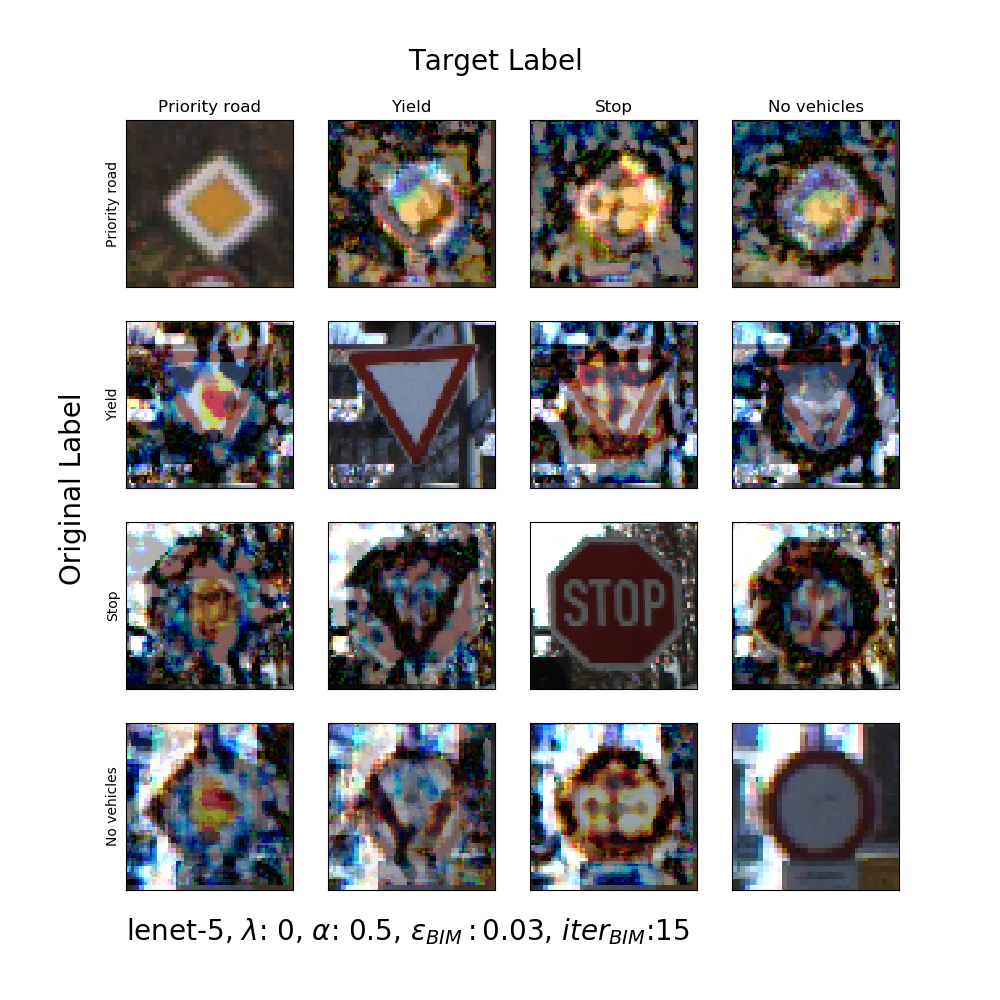 Target Label
Priority road Yield Stop No vehicles
Original Label
Priority road
Yield
Stop
STOP
No vehicles
lenet-5, λ: 0, α: 0.5, ε_BIM : 0.03, iter_BIM:15